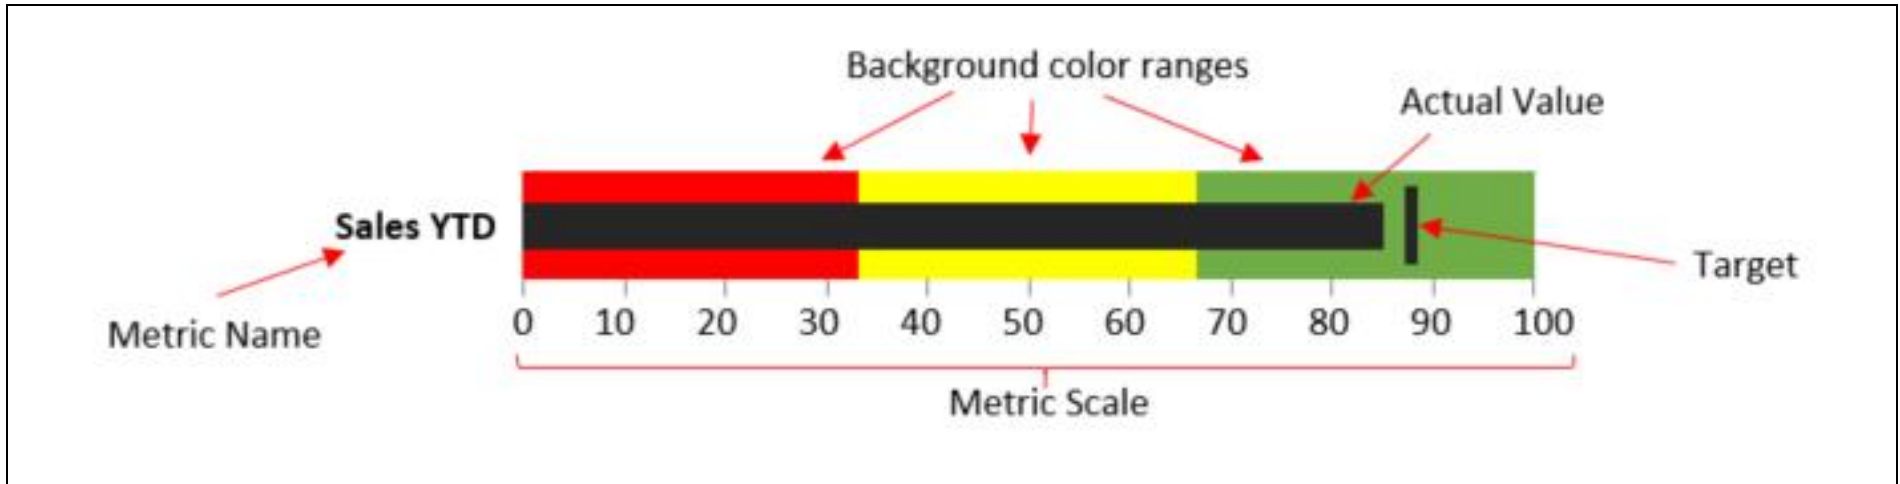 Background color ranges
Actual Value
Sales YTD
Target
Metric Name
0 10 20 30 40 50 60 70 80 90 100
Metric Scale